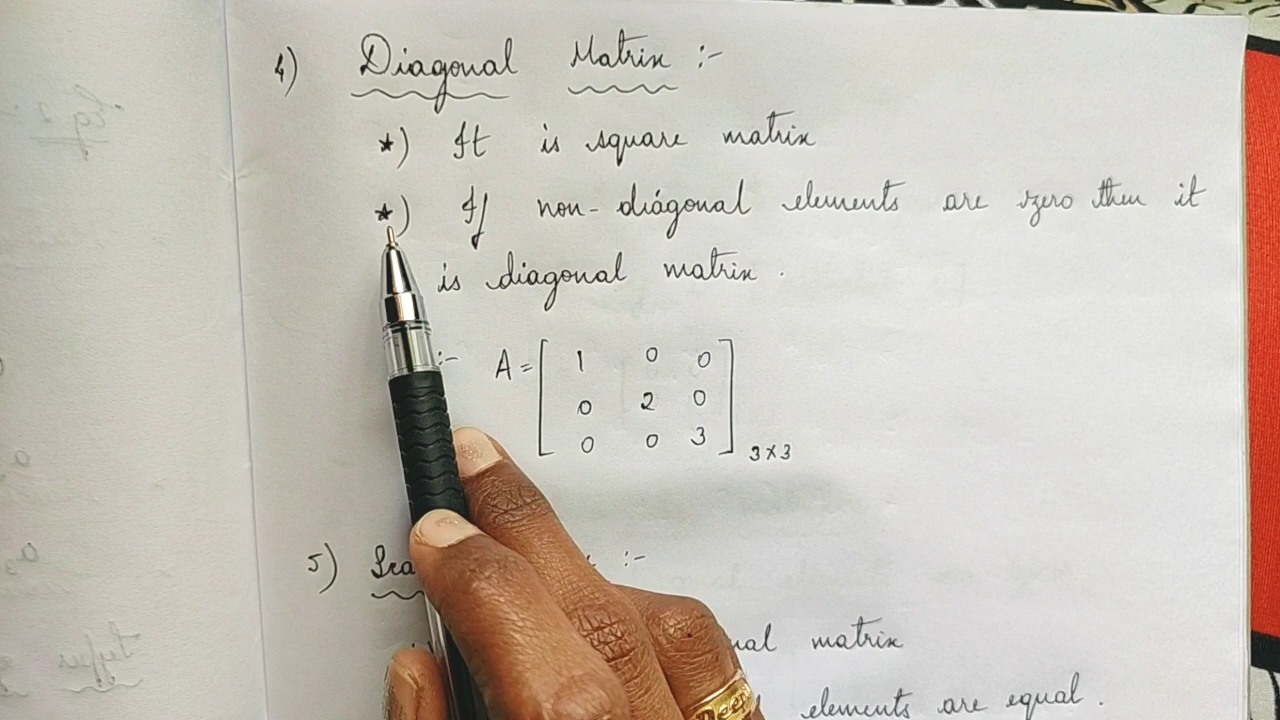 4) Diagonal Matrix :-
*) It is square matrix
*) If non-diagonal elements are zero then it
is diagonal matrix.
:- A = [ 1 0 0
0 2 0
0 0 3 ] 3×3
5) :-
matrix
elements are equal.
Deep